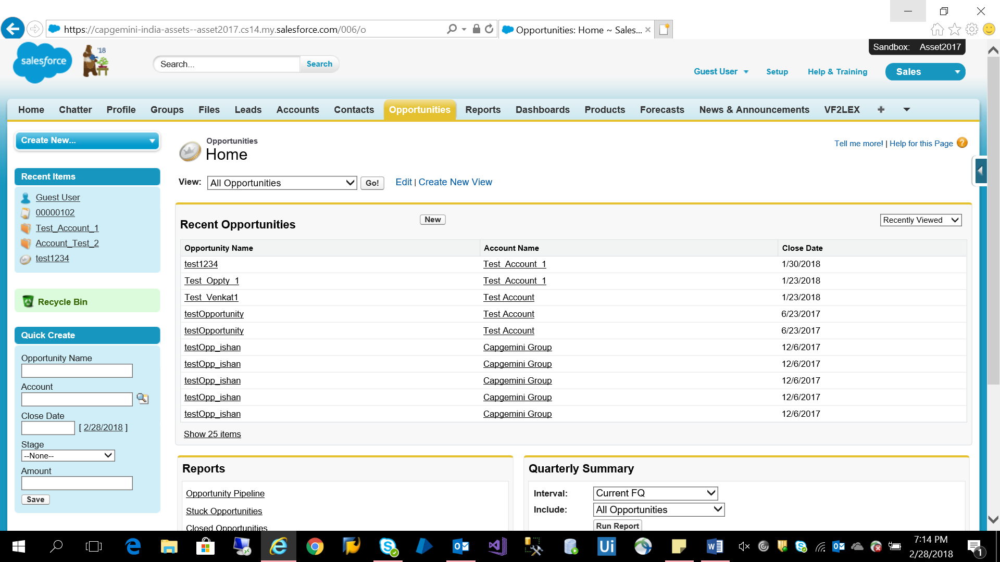 https://capgemini-india-assets--asset2017.cs14.my.salesforce.com/006/o
Opportunities: Home ~ Sales...
Sandbox: Asset2017
salesforce
'18
Search...
Search
Guest User
Setup
Help & Training
Sales
Home Chatter Profile Groups Files Leads Accounts Contacts Opportunities Reports Dashboards Products Forecasts News & Announcements VF2LEX
Create New...
Recent Items
Guest User
00000102
Test_Account_1
Account_Test_2
test1234
Recycle Bin
Quick Create
Opportunity Name
Account
Close Date
[ 2/28/2018 ]
Stage
--None--
Amount
Save
Opportunities
Home
Tell me more! | Help for this Page ?
View: All Opportunities Go! Edit | Create New View
Recent Opportunities New Recently Viewed
Opportunity Name Account Name Close Date
test1234 Test_Account_1 1/30/2018
Test_Oppty_1 Test_Account_1 1/23/2018
Test_Venkat1 Test Account 1/23/2018
testOpportunity Test Account 6/23/2017
testOpportunity Test Account 6/23/2017
testOpp_ishan Capgemini Group 12/6/2017
testOpp_ishan Capgemini Group 12/6/2017
testOpp_ishan Capgemini Group 12/6/2017
testOpp_ishan Capgemini Group 12/6/2017
testOpp_ishan Capgemini Group 12/6/2017
Show 25 items
Reports
Opportunity Pipeline
Stuck Opportunities
Closed Opportunities
Quarterly Summary
Interval: Current FQ
Include: All Opportunities
Run Report
Ui
7:14 PM
2/28/2018
1